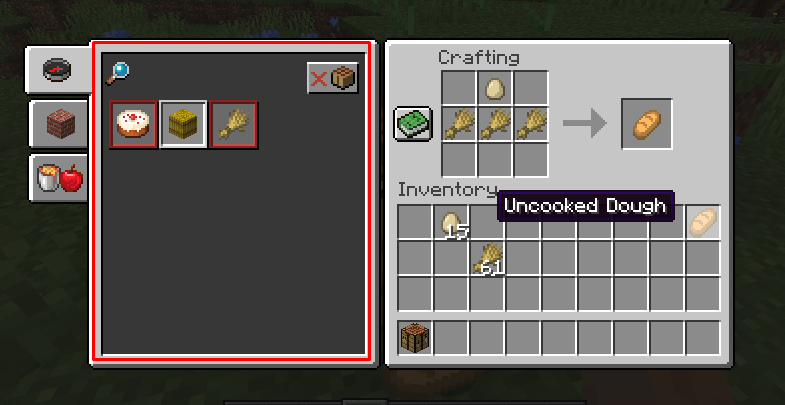 Crafting
Inventory
Uncooked Dough
15
61